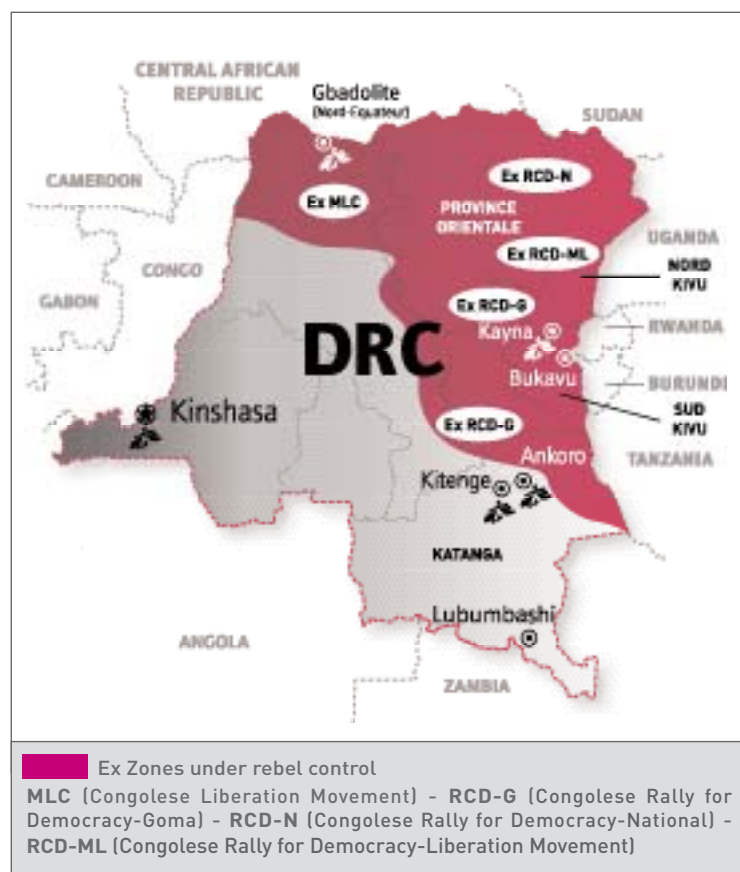 CENTRAL AFRICAN
REPUBLIC
Gbadolite
(Nord-Equateur)
SUDAN
CAMEROON
Ex RCD-N
Ex MLC
PROVINCE
ORIENTALE
UGANDA
CONGO
Ex RCD-ML
NORD
KIVU
GABON
Ex RCD-G
Kayna
RWANDA
DRC
Bukavu
BURUNDI
Kinshasa
SUD
KIVU
Ex RCD-G
Ankoro
TANZANIA
Kitenge
KATANGA
Lubumbashi
ANGOLA
ZAMBIA
Ex Zones under rebel control
MLC (Congolese Liberation Movement) - RCD-G (Congolese Rally for
Democracy-Goma) - RCD-N (Congolese Rally for Democracy-National) -
RCD-ML (Congolese Rally for Democracy-Liberation Movement)